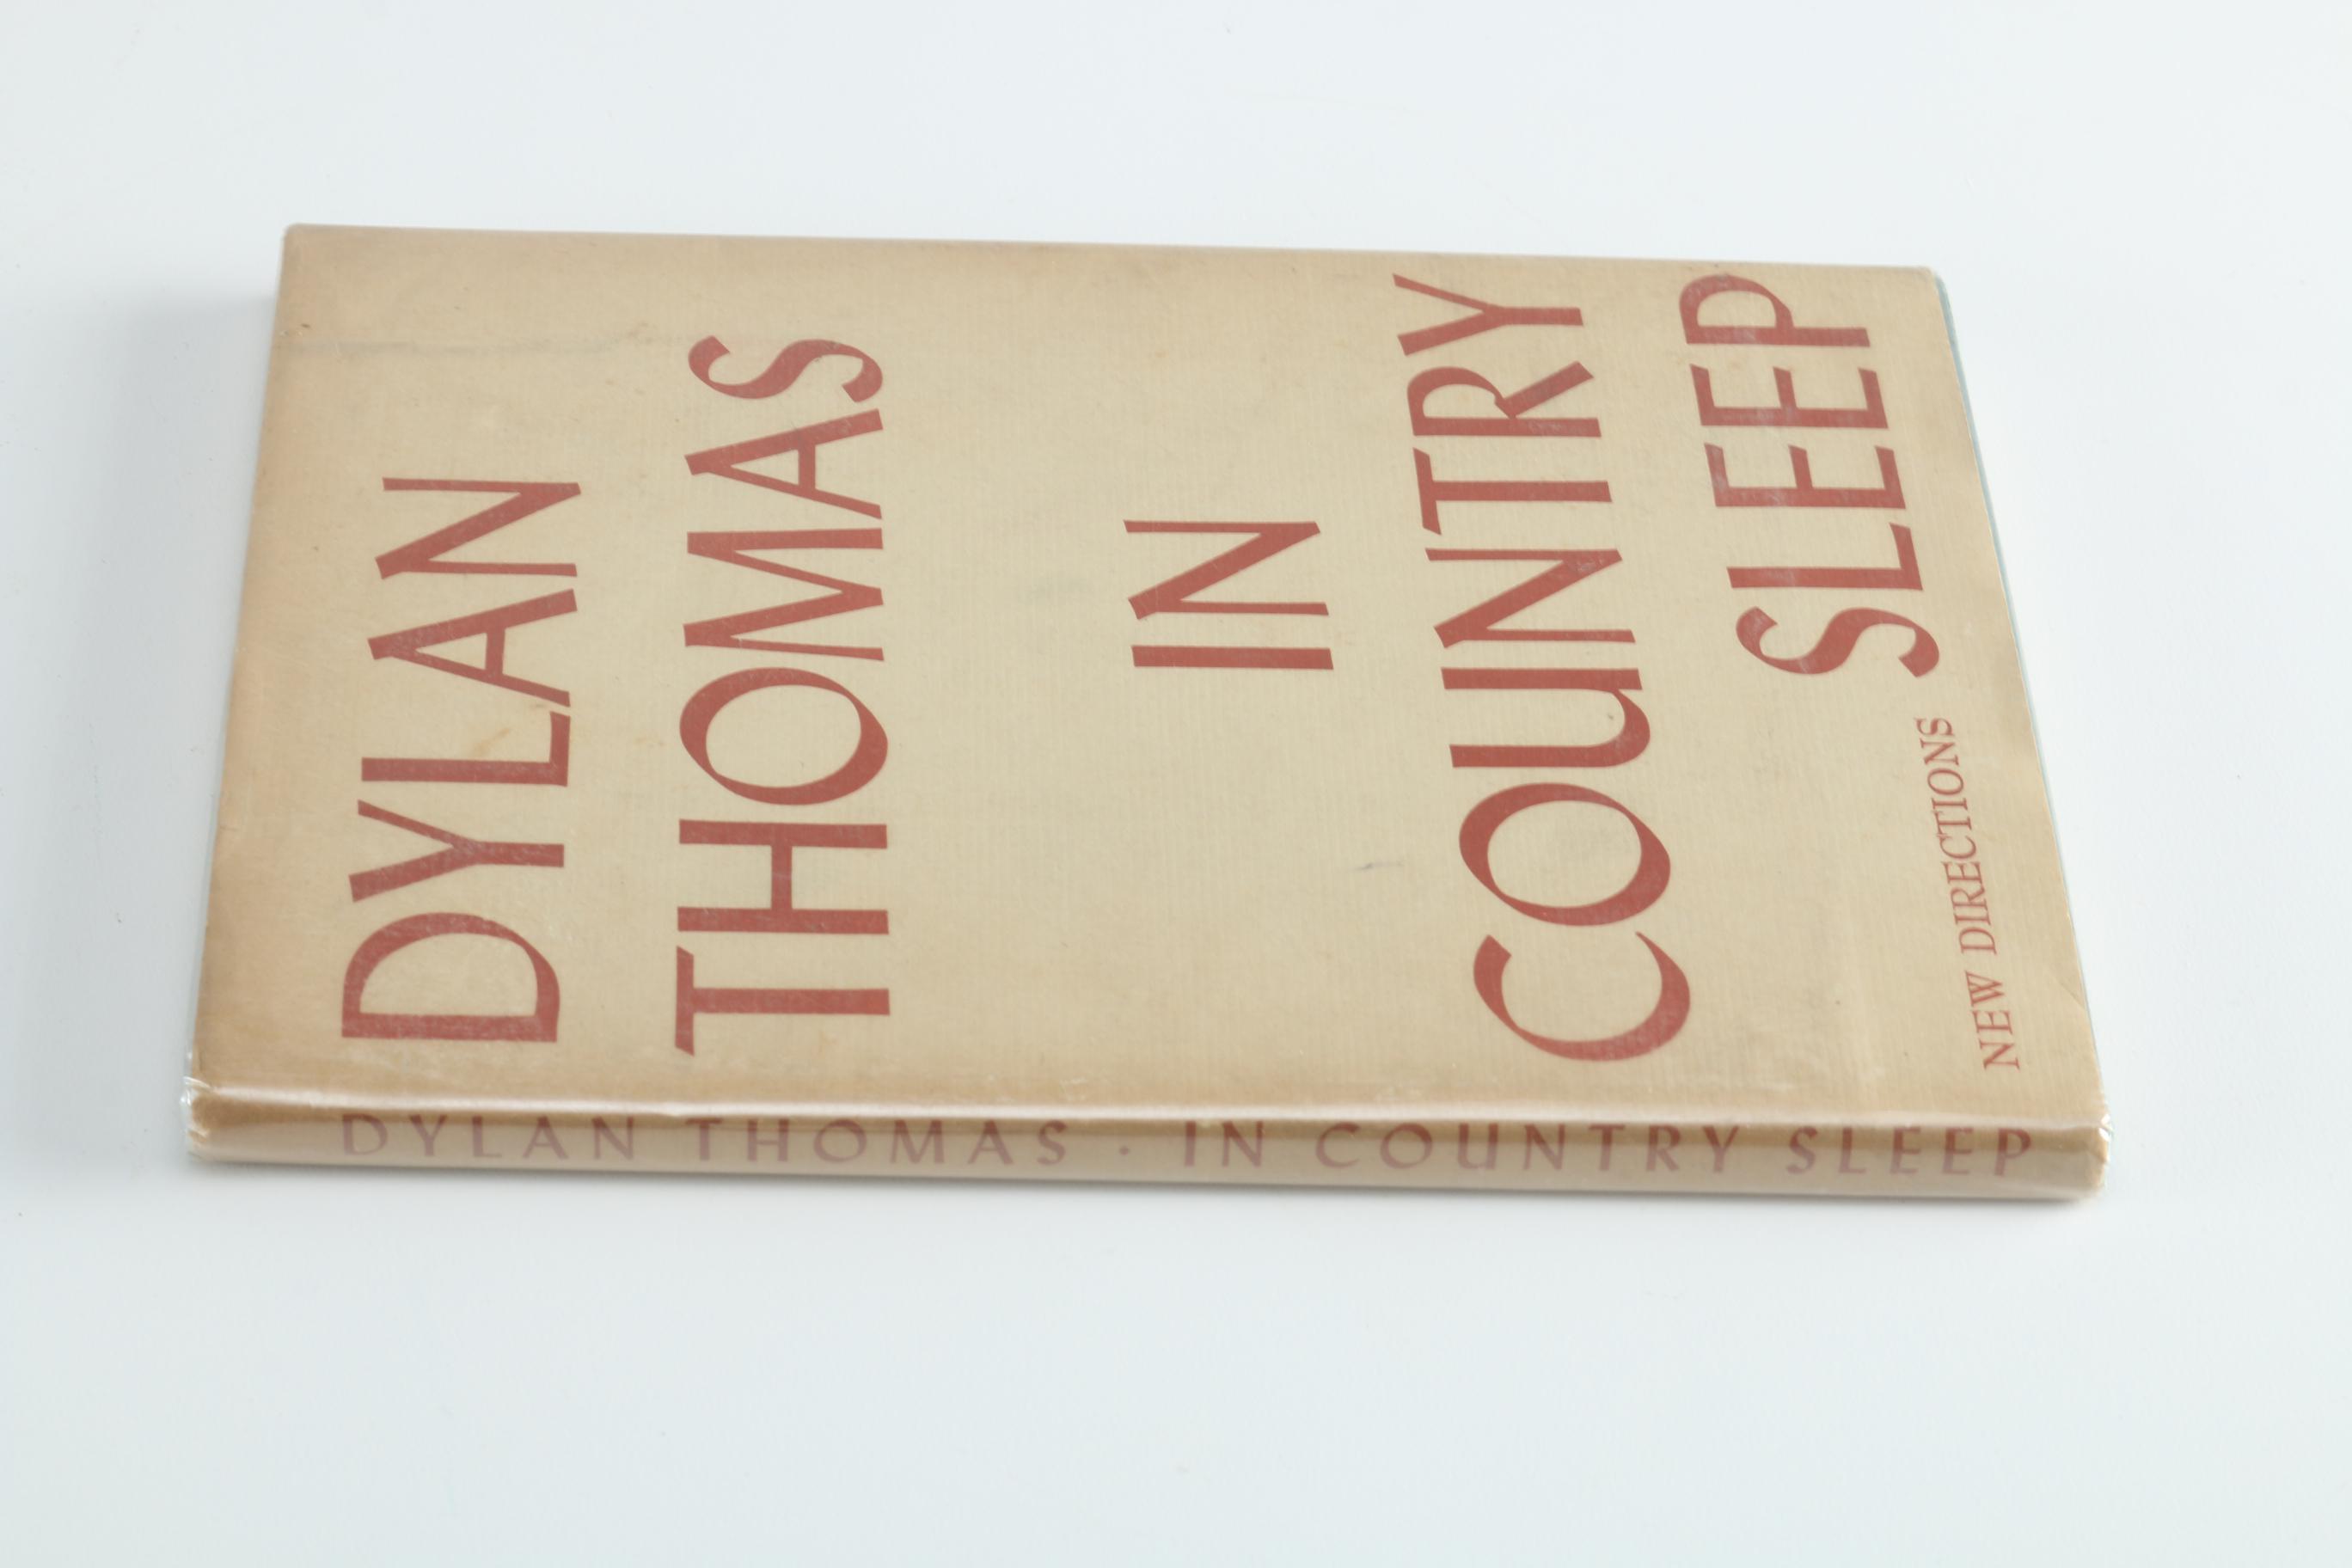 DYLAN
THOMAS
IN
COUNTRY
SLEEP
NEW DIRECTIONS
DYLAN THOMAS · IN COUNTRY SLEEP